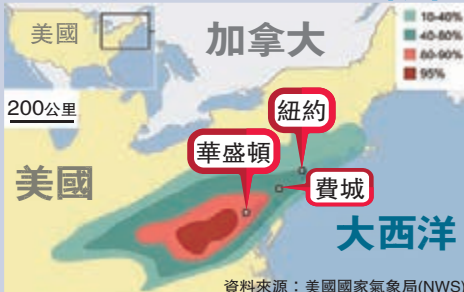 美國
加拿大
10-40%
40-80%
80-90%
95%
200公里
紐約
華盛頓
美國
費城
大西洋
資料來源：美國國家氣象局(NWS)